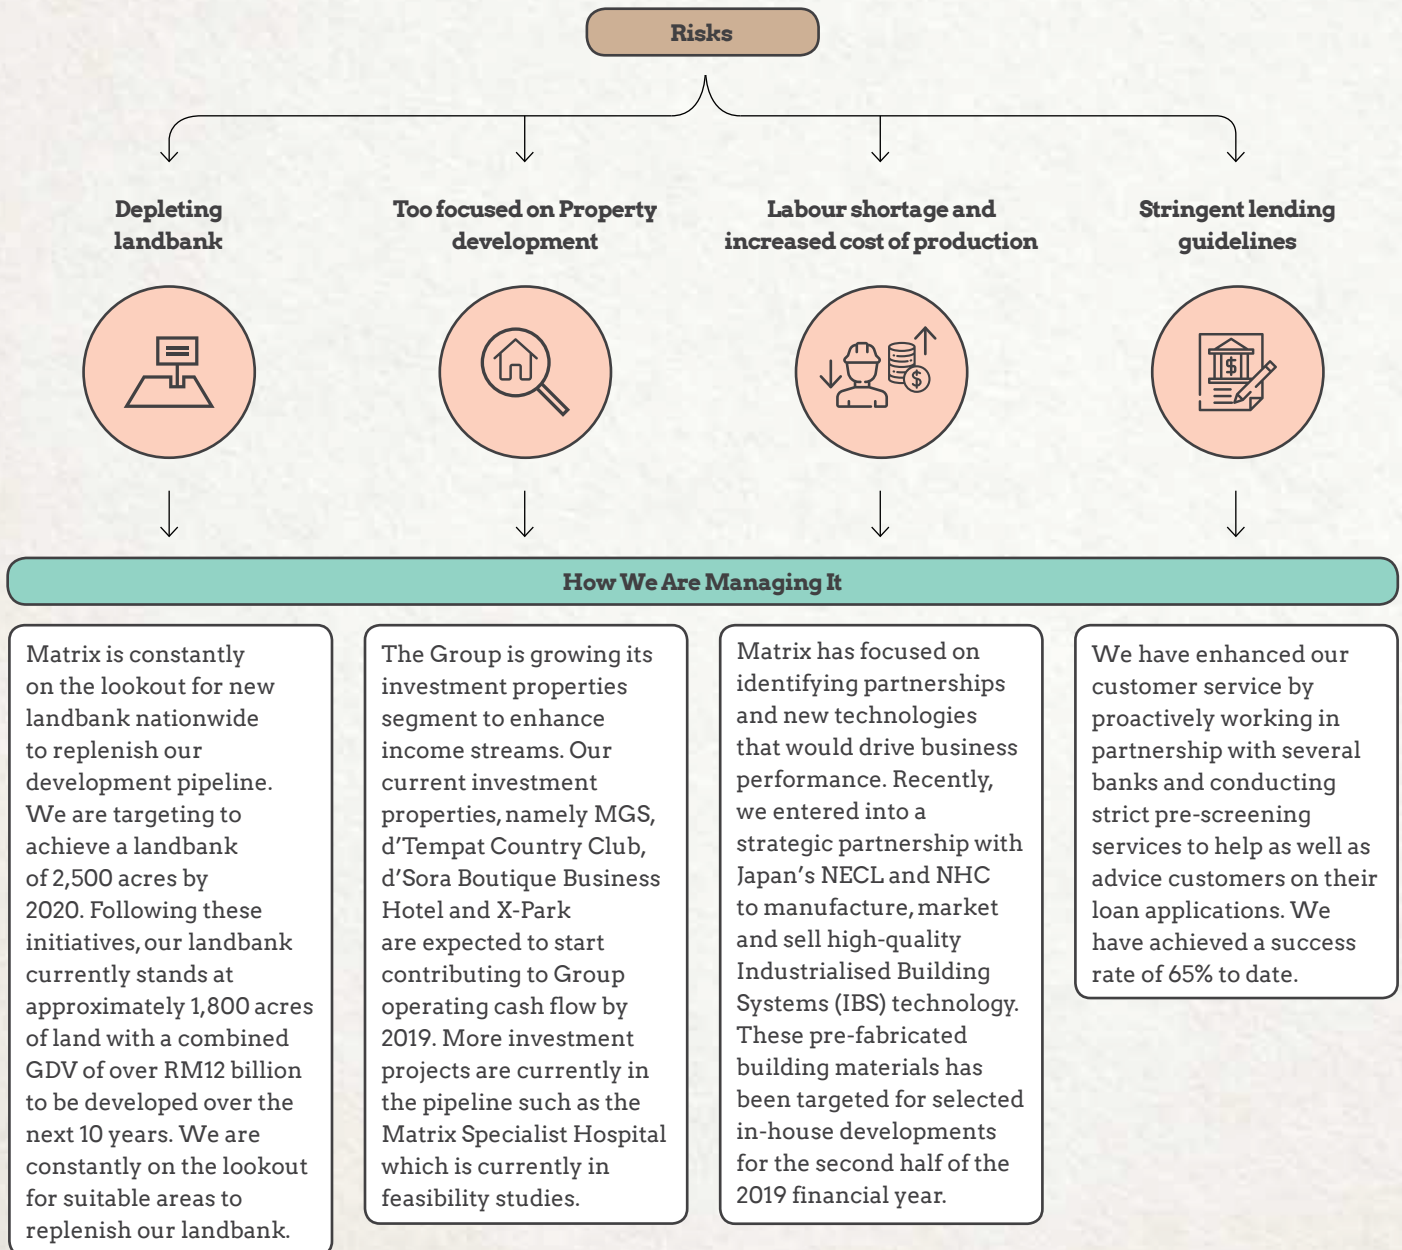 Risks
Depleting
landbank
Too focused on Property
development
Labour shortage and
increased cost of production
Stringent lending
guidelines
$
$
How We Are Managing It
Matrix is constantly
on the lookout for new
landbank nationwide
to replenish our
development pipeline.
We are targeting to
achieve a landbank
of 2,500 acres by
2020. Following these
initiatives, our landbank
currently stands at
approximately 1,800 acres
of land with a combined
GDV of over RM12 billion
to be developed over the
next 10 years. We are
constantly on the lookout
for suitable areas to
replenish our landbank.
The Group is growing its
investment properties
segment to enhance
income streams. Our
current investment
properties, namely MGS,
d'Tempat Country Club,
d'Sora Boutique Business
Hotel and X-Park
are expected to start
contributing to Group
operating cash flow by
2019. More investment
projects are currently in
the pipeline such as the
Matrix Specialist Hospital
which is currently in
feasibility studies.
Matrix has focused on
identifying partnerships
and new technologies
that would drive business
performance. Recently,
we entered into a
strategic partnership with
Japan's NECL and NHC
to manufacture, market
and sell high-quality
Industrialised Building
Systems (IBS) technology.
These pre-fabricated
building materials has
been targeted for selected
in-house developments
for the second half of the
2019 financial year.
We have enhanced our
customer service by
proactively working in
partnership with several
banks and conducting
strict pre-screening
services to help as well as
advice customers on their
loan applications. We
have achieved a success
rate of 65% to date.